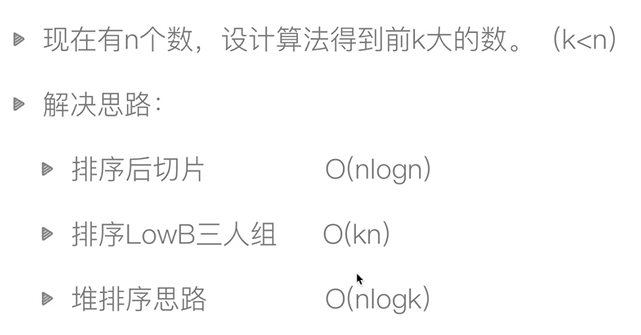 现在有n个数，设计算法得到前k大的数。（k<n）
解决思路：
排序后切片 O(nlogn)
排序LowB三人组 O(kn)
堆排序思路 O(nlogk)